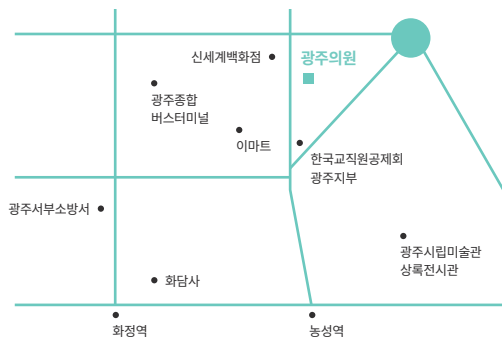 신세계백화점
광주의원
광주종합
버스터미널
이마트
한국교직원공제회
광주지부
광주서부소방서
광주시립미술관
상록전시관
화담사
화정역
농성역